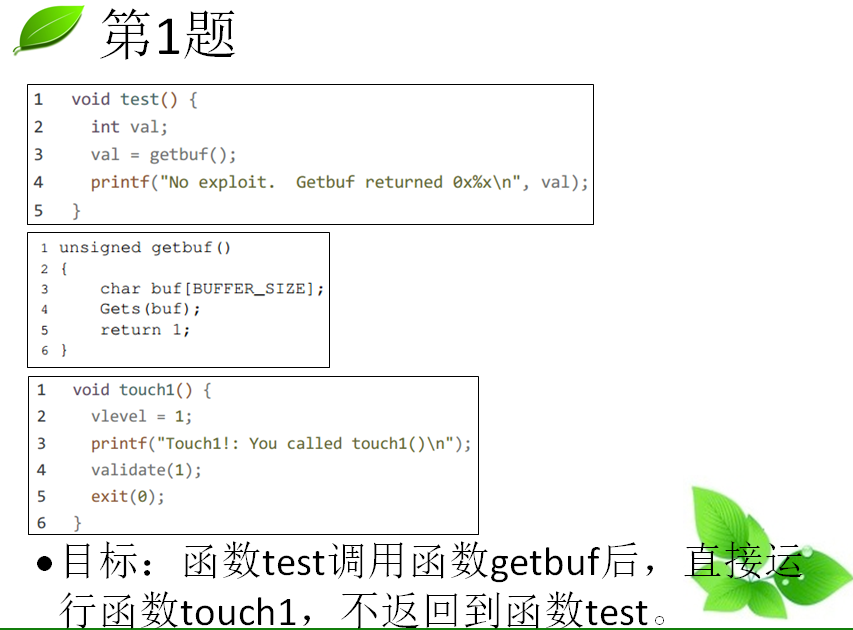 第1题
1 void test() {
2 int val;
3 val = getbuf();
4 printf("No exploit.  Getbuf returned 0x%x\n", val);
5 }
1 unsigned getbuf()
2 {
3 char buf[BUFFER_SIZE];
4 Gets(buf);
5 return 1;
6 }
1 void touch1() {
2 vlevel = 1;
3 printf("Touch1!: You called touch1()\n");
4 validate(1);
5 exit(0);
6 }
●目标：函数test调用函数getbuf后，直接运
行函数touch1，不返回到函数test。